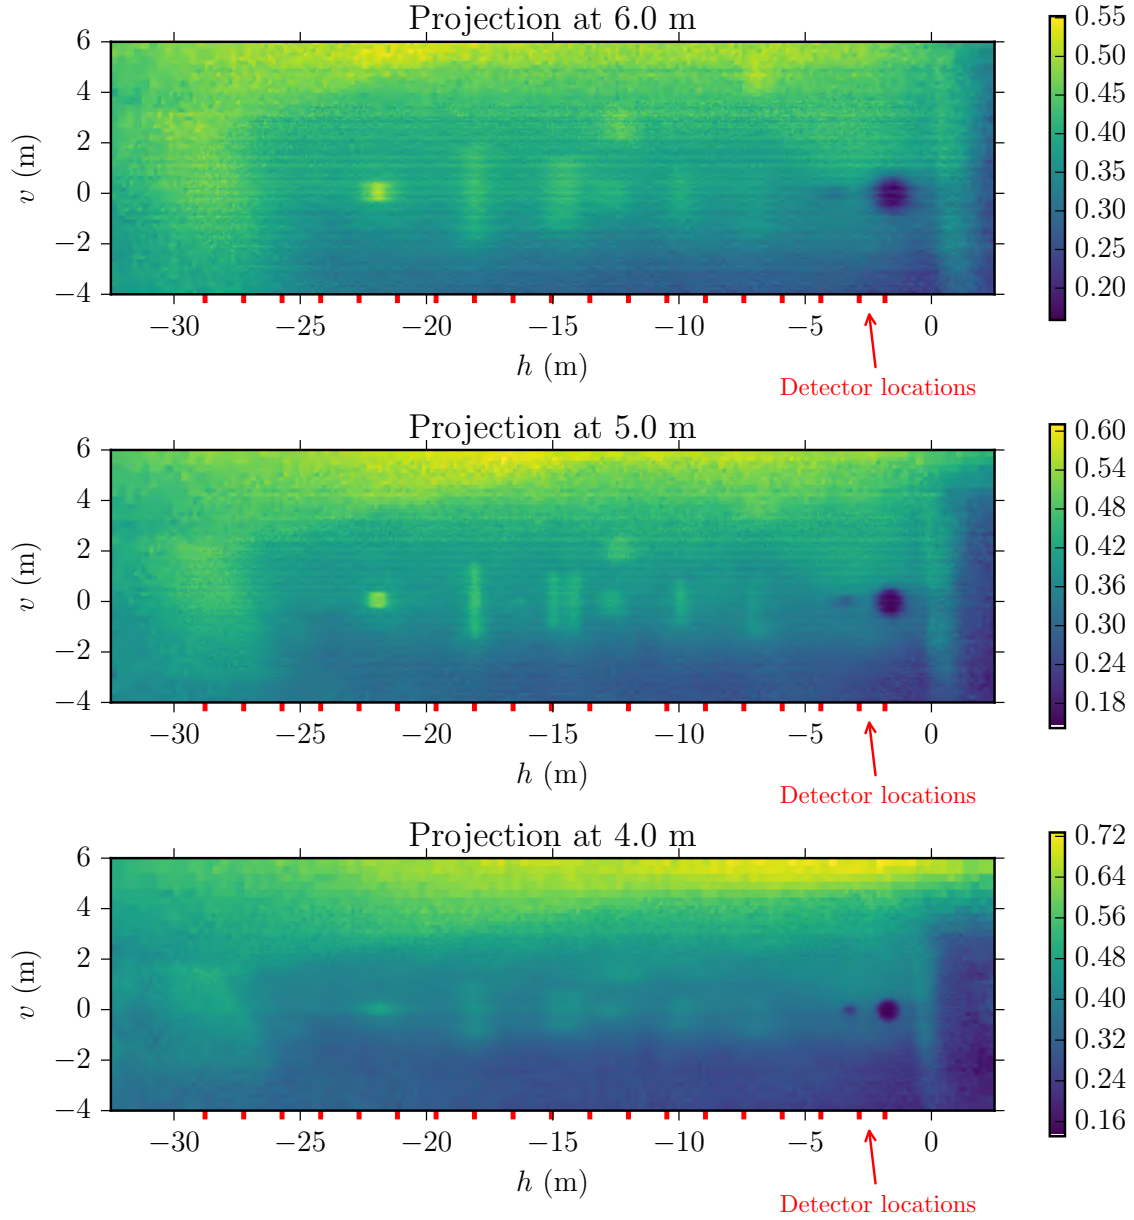 Projection at 6.0 m
6
4
2
0
−2
−4
v (m)
−30 −25 −20 −15 −10 −5 0
h (m)
Detector locations
0.55
0.50
0.45
0.40
0.35
0.30
0.25
0.20
Projection at 5.0 m
6
4
2
0
−2
−4
v (m)
−30 −25 −20 −15 −10 −5 0
h (m)
Detector locations
0.60
0.54
0.48
0.42
0.36
0.30
0.24
0.18
Projection at 4.0 m
6
4
2
0
−2
−4
v (m)
−30 −25 −20 −15 −10 −5 0
h (m)
Detector locations
0.72
0.64
0.56
0.48
0.40
0.32
0.24
0.16